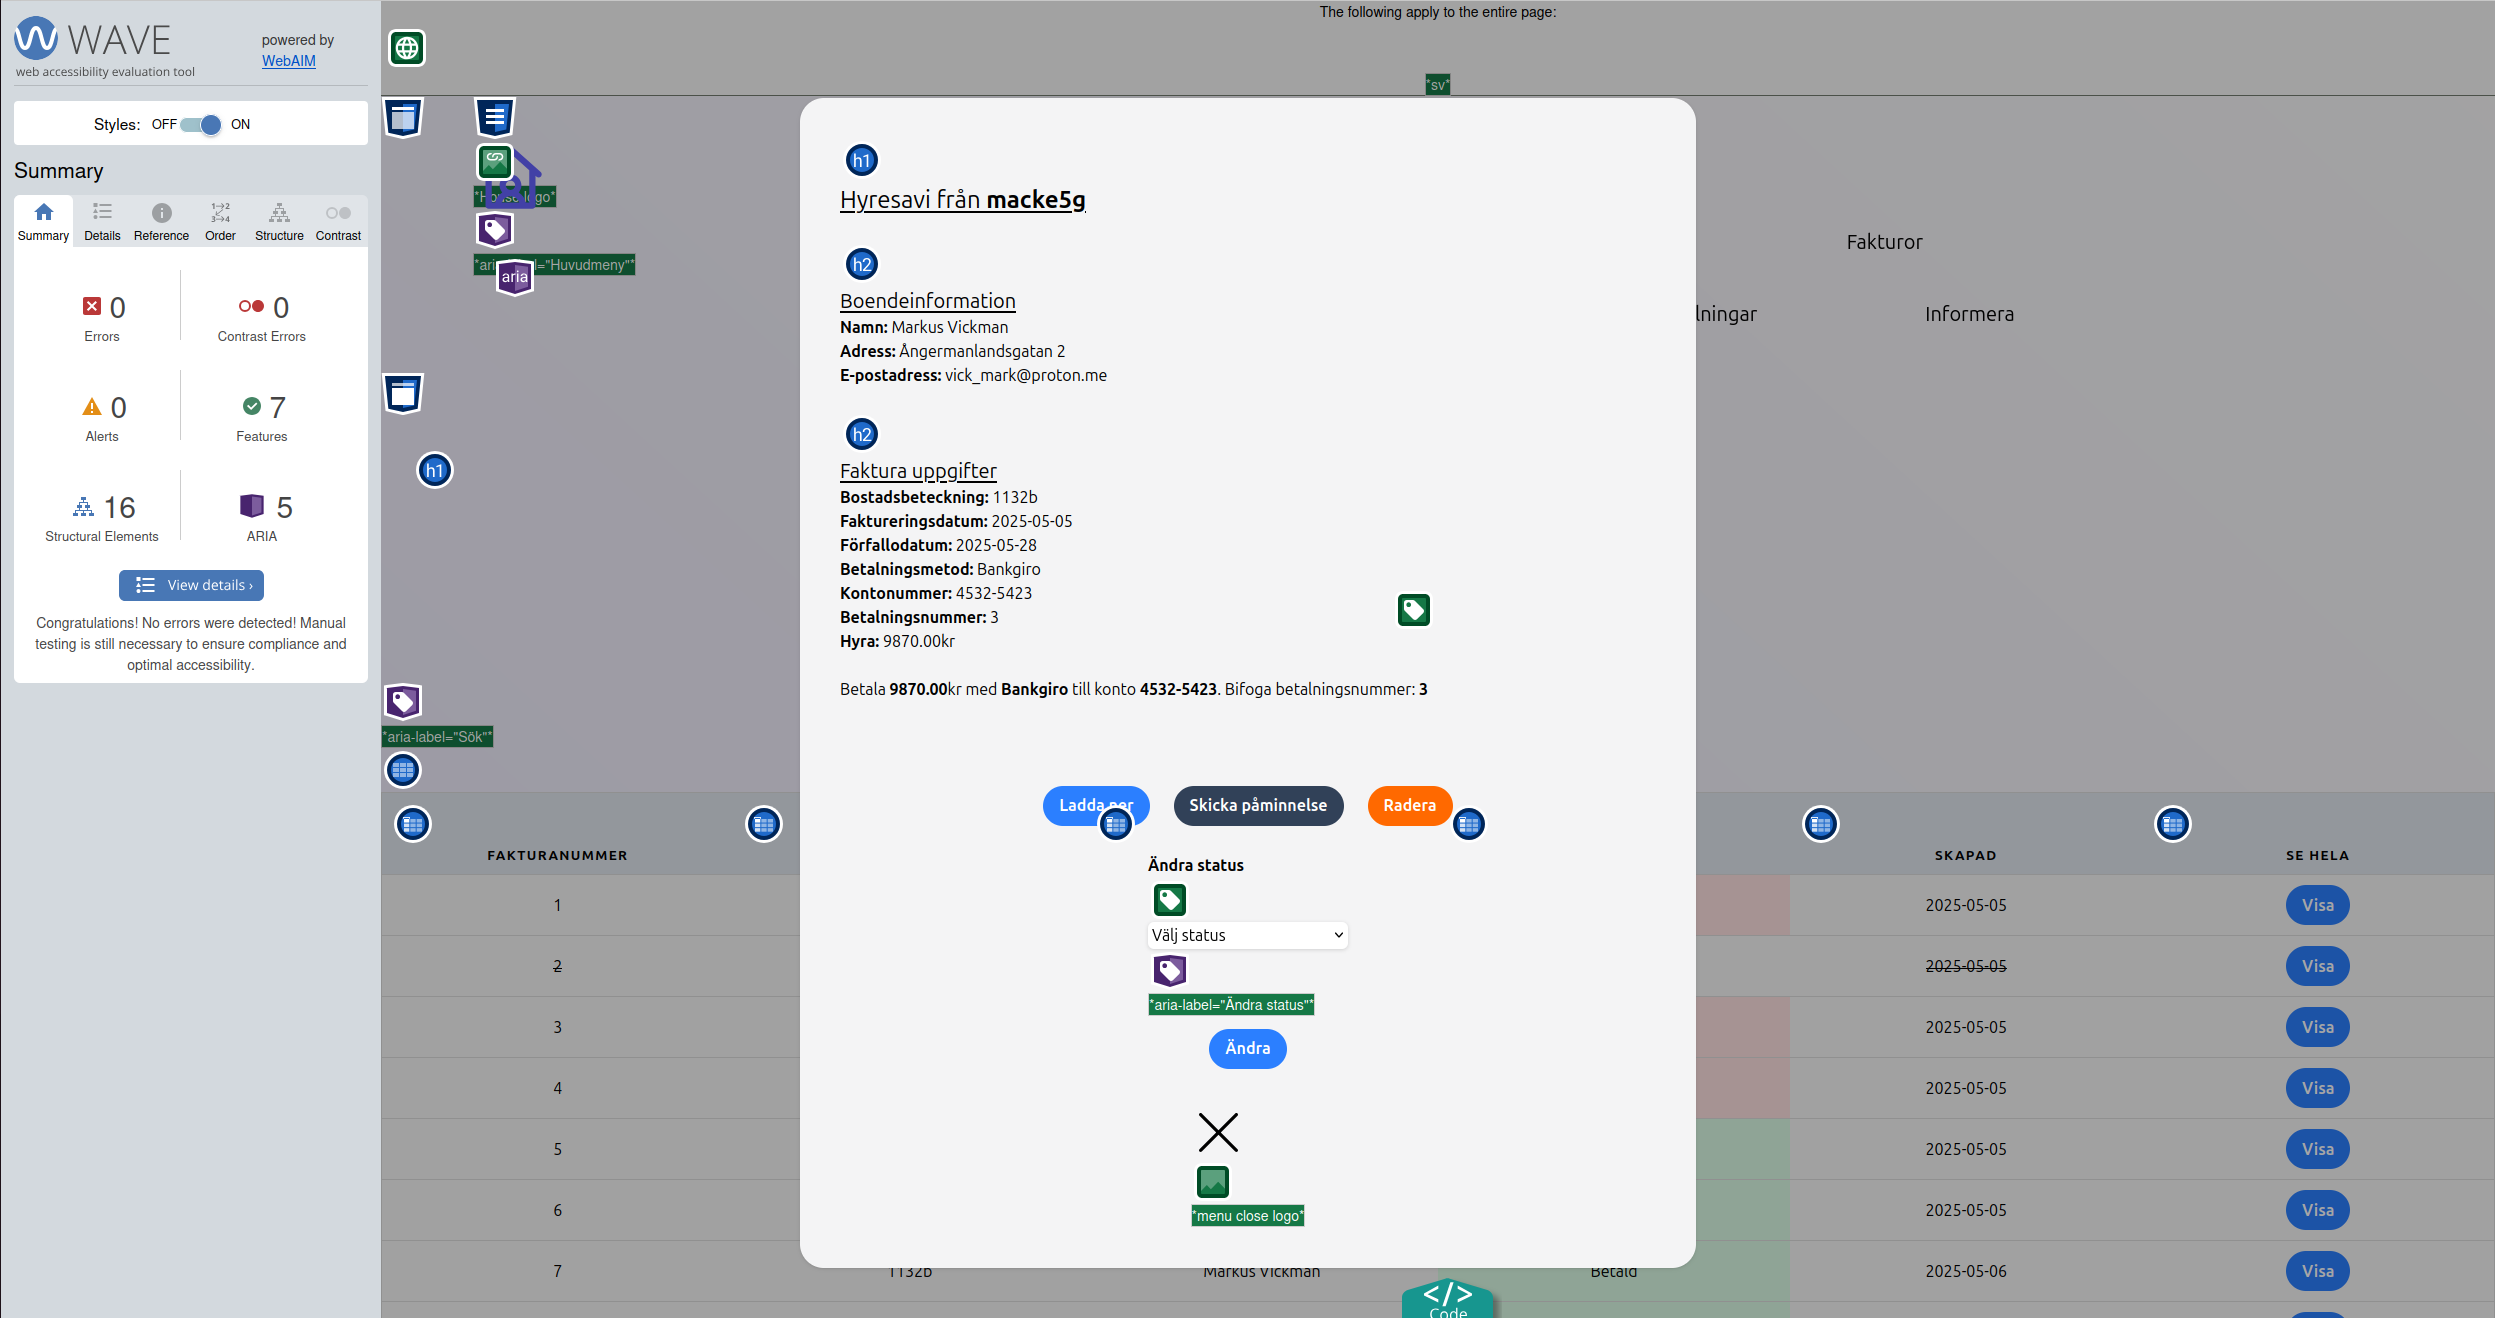 WAVE
web accessibility evaluation tool
powered by
WebAIM
Styles: OFF ON
Summary
Summary Details Reference Order Structure Contrast
0
Errors
0
Contrast Errors
0
Alerts
7
Features
16
Structural Elements
5
ARIA
View details ›
Congratulations! No errors were detected! Manual
testing is still necessary to ensure compliance and
optimal accessibility.
The following apply to the entire page:
*sv*
*aria
="Huvudmeny"*
aria
Fakturor
lningar
Informera
h1
*aria-label="Sök"*
h1
Hyresavi från macke5g
h2
Boendeinformation
Namn: Markus Vickman
Adress: Ångermanlandsgatan 2
E-postadress: vick_mark@proton.me
h2
Faktura uppgifter
Bostadsbeteckning: 1132b
Faktureringsdatum: 2025-05-05
Förfallodatum: 2025-05-28
Betalningsmetod: Bankgiro
Kontonummer: 4532-5423
Betalningsnummer: 3
Hyra: 9870.00kr
Betala 9870.00kr med Bankgiro till konto 4532-5423. Bifoga betalningsnummer: 3
Ladda ner Skicka påminnelse Radera
Ändra status
Välj status
*aria-label="Ändra status"*
Ändra
*menu close logo*
FAKTURANUMMER SKAPAD SE HELA
1 2025-05-05 Visa
2 2025-05-05 Visa
3 2025-05-05 Visa
4 2025-05-05 Visa
5 2025-05-05 Visa
6 2025-05-05 Visa
7 1132b Markus Vickman Betald 2025-05-06 Visa